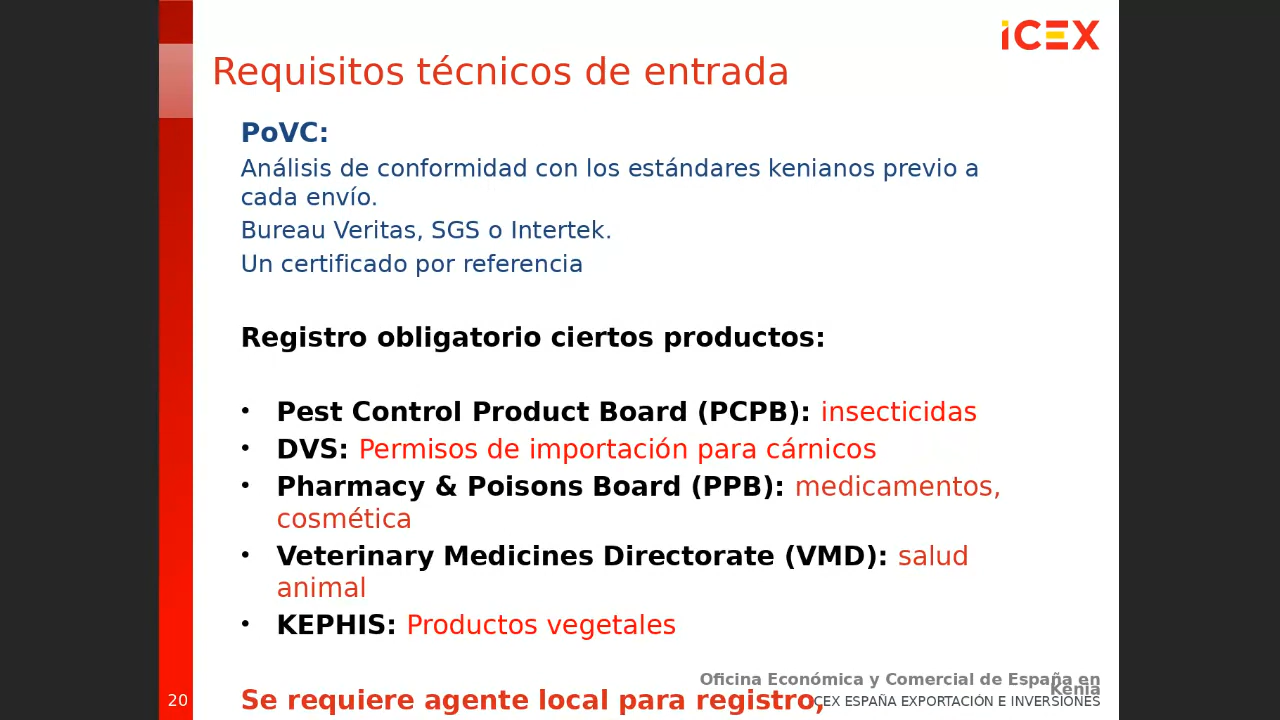 iCEX
Requisitos técnicos de entrada
PoVC:
Análisis de conformidad con los estándares kenianos previo a
cada envío.
Bureau Veritas, SGS o Intertek.
Un certificado por referencia
Registro obligatorio ciertos productos:
• Pest Control Product Board (PCPB): insecticidas
• DVS: Permisos de importación para cárnicos
• Pharmacy & Poisons Board (PPB): medicamentos,
cosmética
• Veterinary Medicines Directorate (VMD): salud
animal
• KEPHIS: Productos vegetales
Se requiere agente local para registro,
Oficina Económica y Comercial de España en
Kenia
CEX ESPAÑA EXPORTACIÓN E INVERSIONES
20